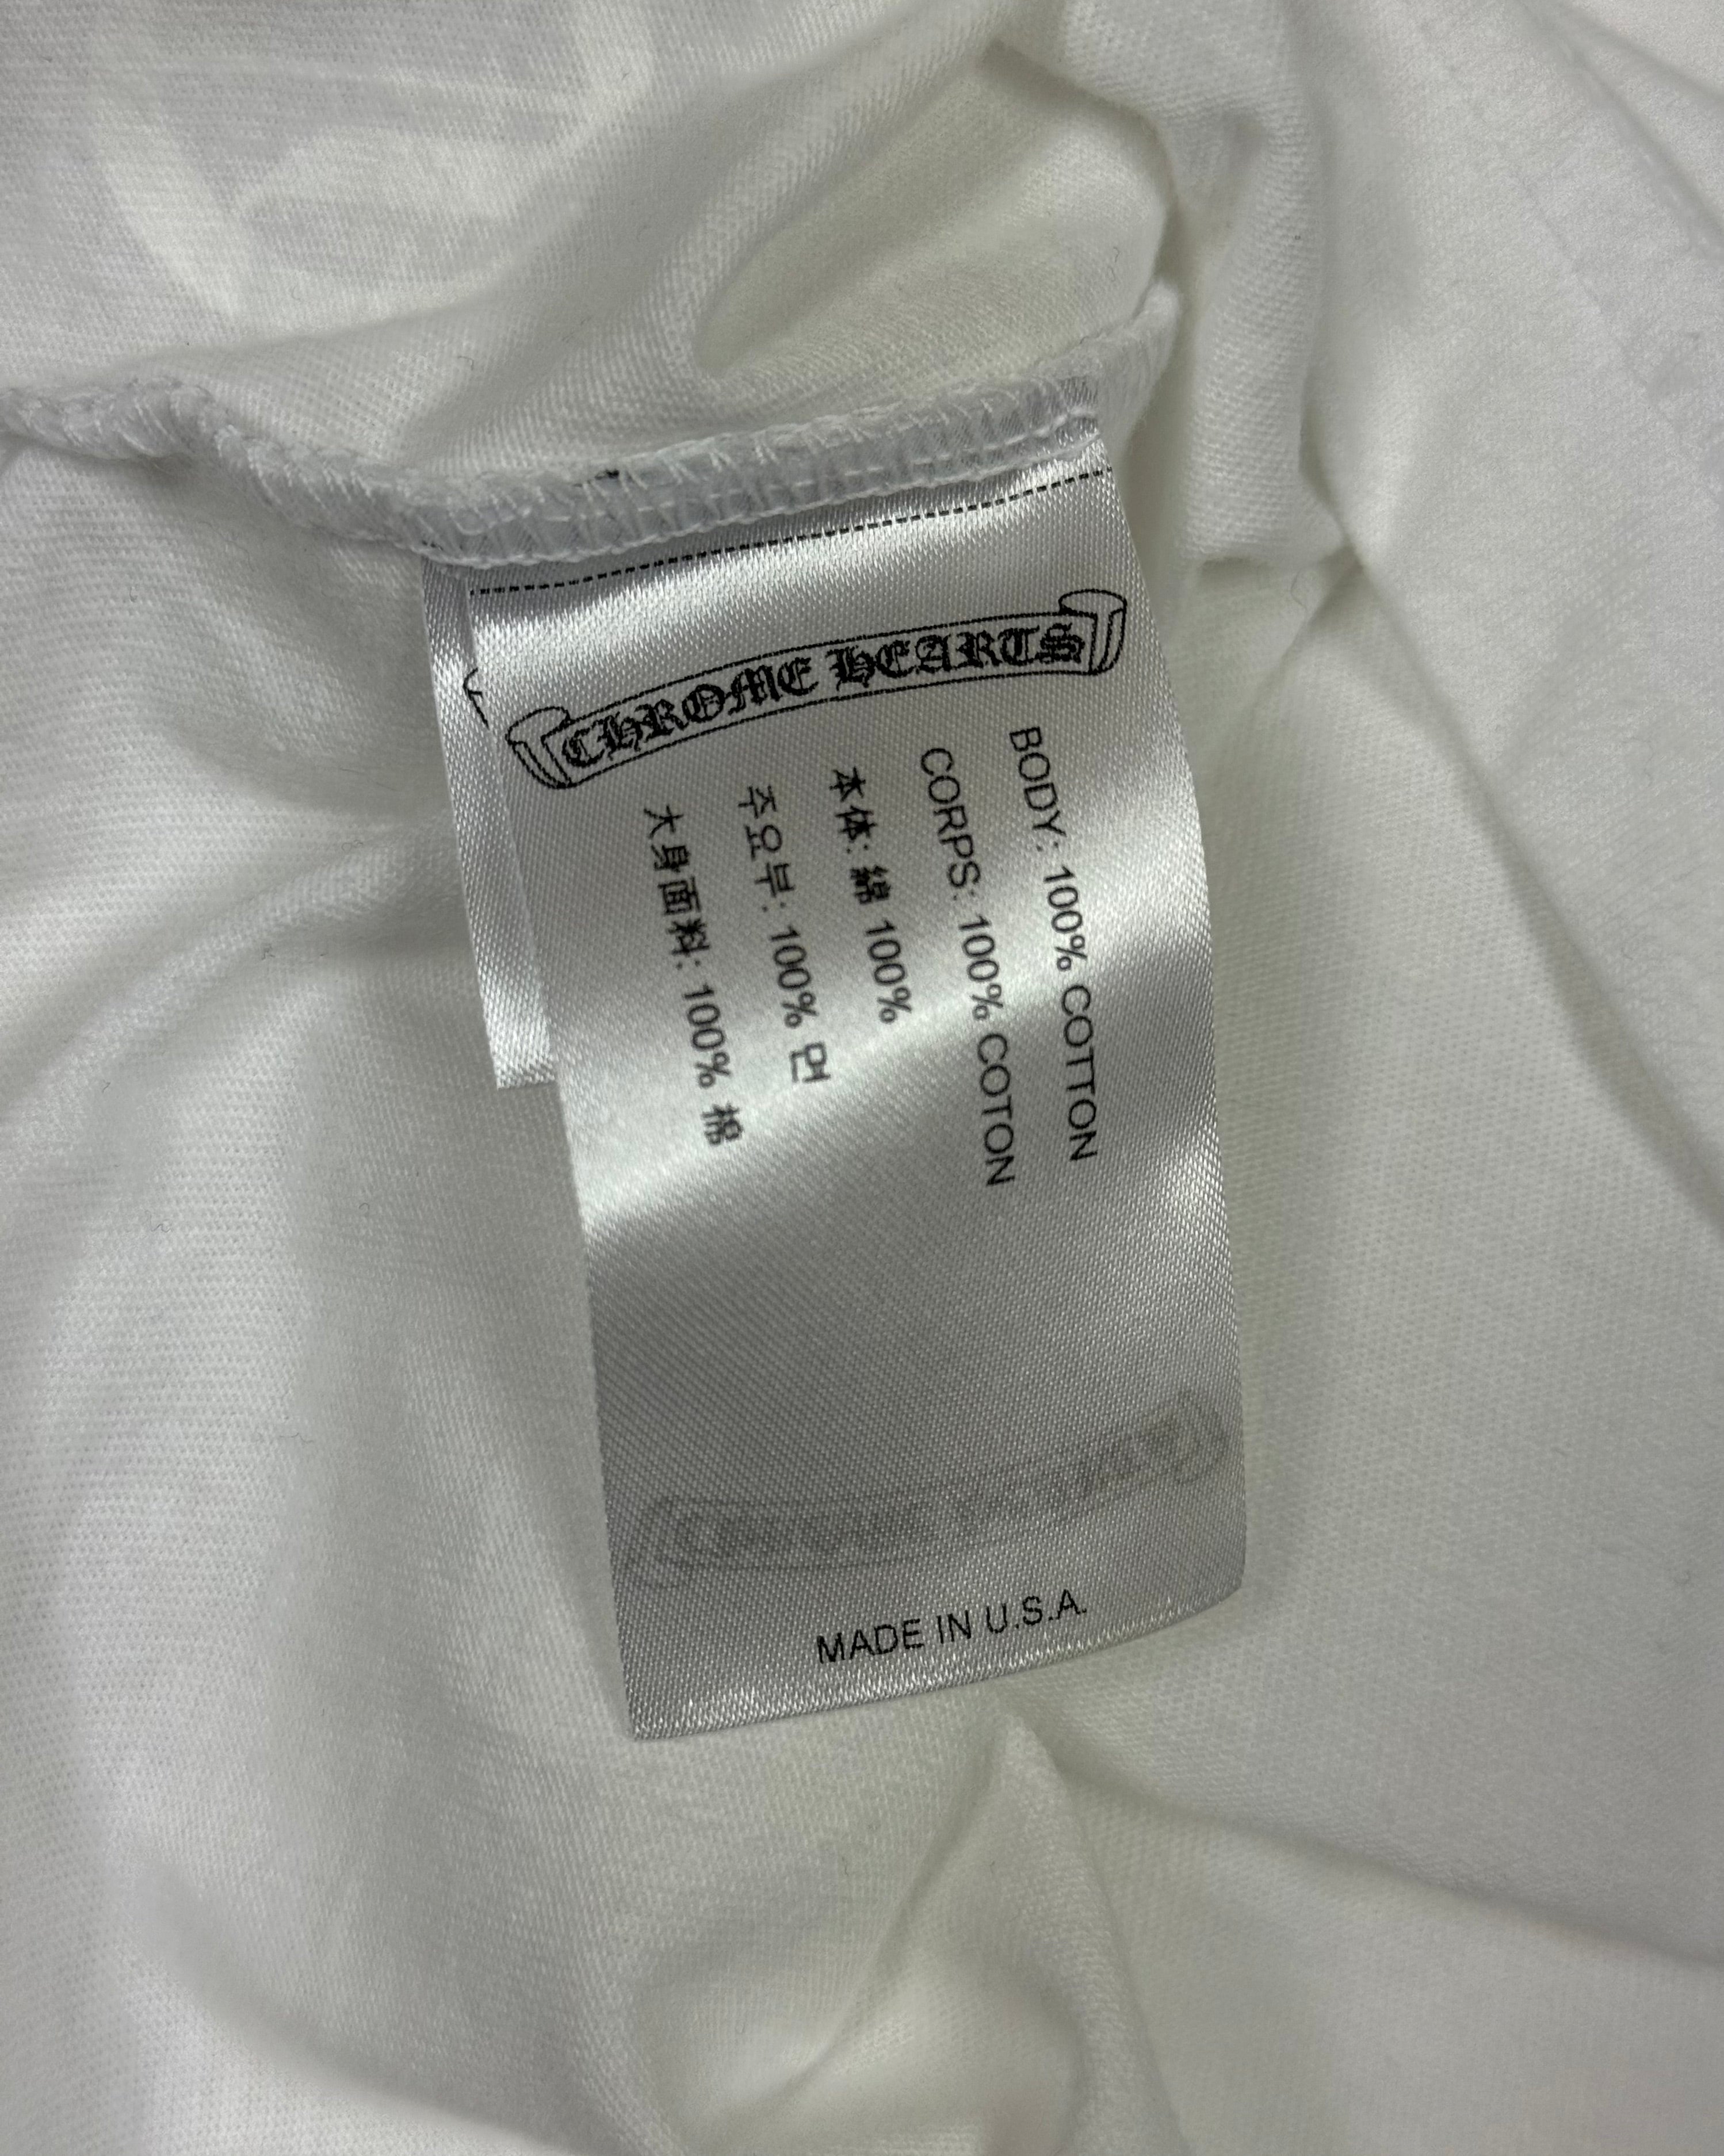 CHROME HEARTS
BODY: 100% COTTON
CORPS: 100% COTON
本体: 綿 100%
주요부: 100% 면
大身面料: 100% 棉
MADE IN U.S.A.